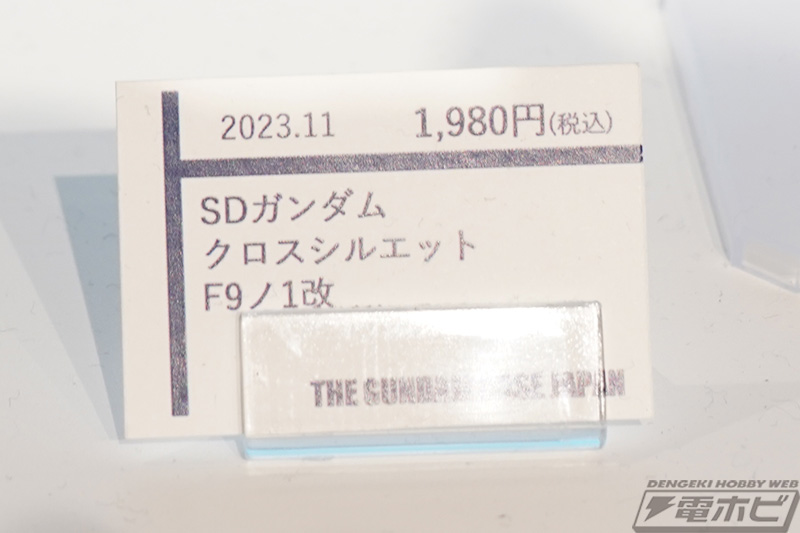 2023.11 1,980円(税込)
SDガンダム
クロスシルエット
F9ノ1改
THE GUNDAM BASE JAPAN
DENGEKI HOBBY WEB
電ホビ